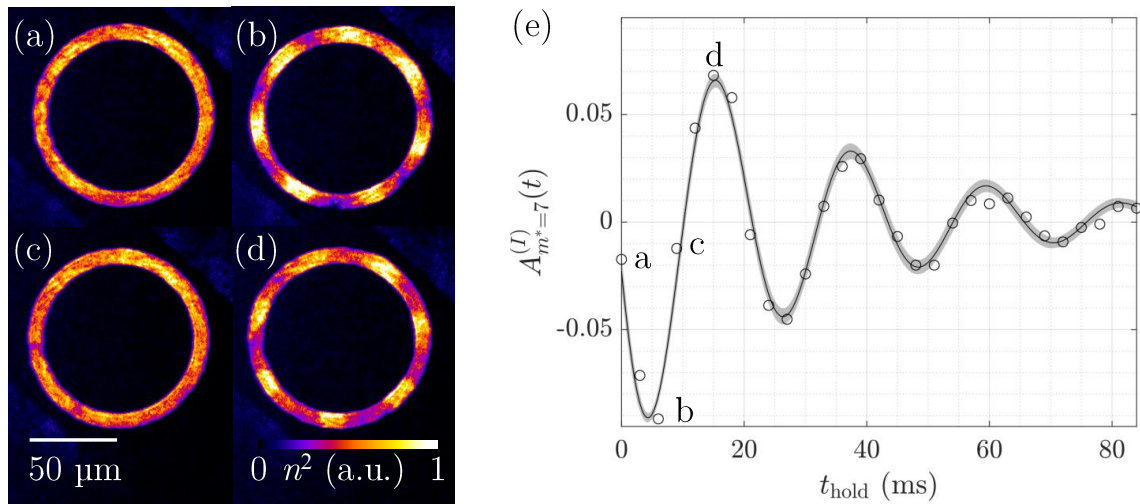 (a)
(b)
(c)
(d)
50 µm
0 n² (a.u.) 1
(e)
A^{(I)}_{m*=7}(t)
0.05
0
-0.05
a
b
c
d
0 20 40 60 80
t_hold (ms)